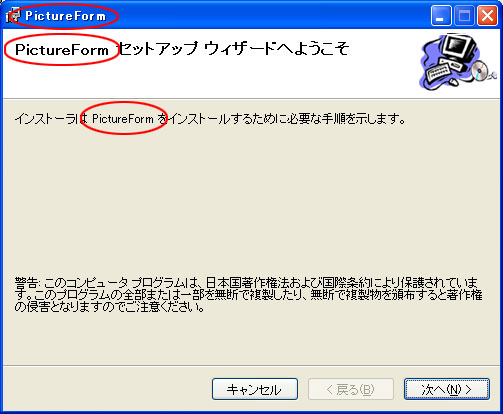 PictureForm
PictureForm セットアップ ウィザードへようこそ
インストーラは PictureForm をインストールするために必要な手順を示します。
警告: このコンピュータ プログラムは、日本国著作権法および国際条約により保護されていま
す。このプログラムの全部または一部を無断で複製したり、無断で複製物を頒布すると著作権
の侵害となりますのでご注意ください。
キャンセル
< 戻る(B)
次へ(N) >